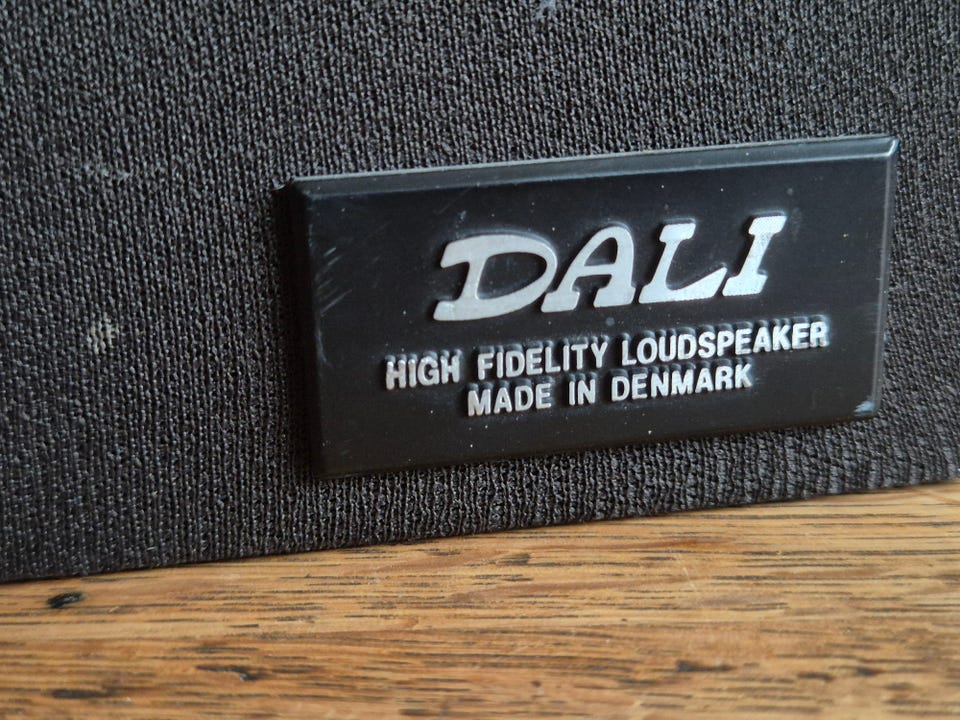 DALI
HIGH FIDELITY LOUDSPEAKER
MADE IN DENMARK